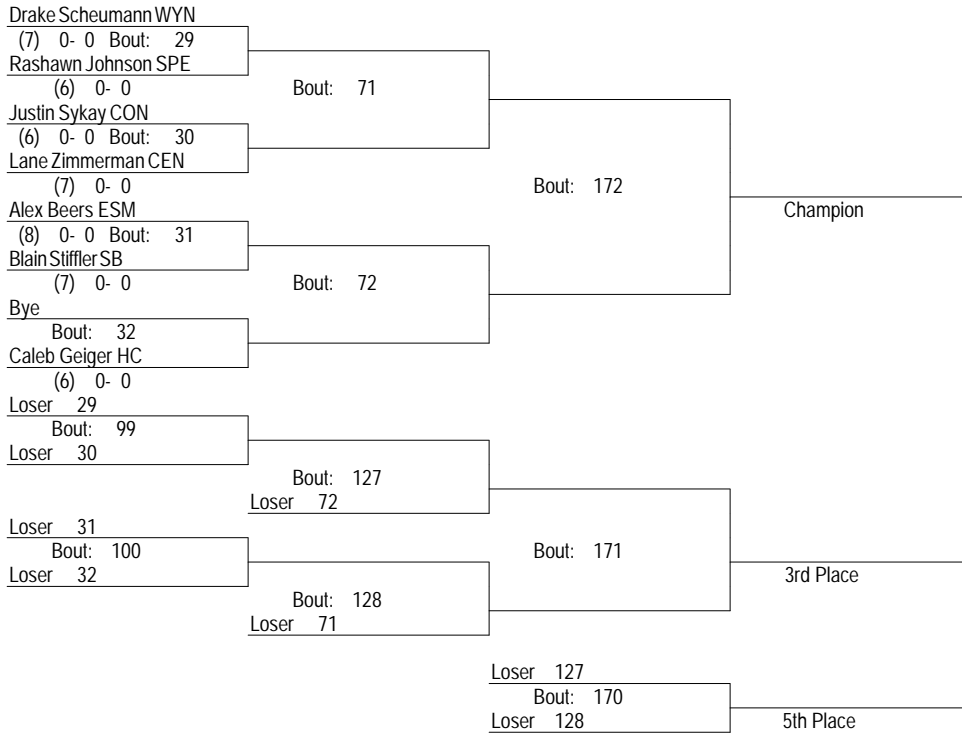 Drake Scheumann WYN
(7) 0- 0 Bout: 29
Rashawn Johnson SPE
(6) 0- 0
Bout: 71
Justin Sykay CON
(6) 0- 0 Bout: 30
Lane Zimmerman CEN
(7) 0- 0
Bout: 172
Champion
Alex Beers ESM
(8) 0- 0 Bout: 31
Blain Stiffler SB
(7) 0- 0
Bout: 72
Bye
Bout: 32
Caleb Geiger HC
(6) 0- 0
Loser 29
Bout: 99
Loser 30
Bout: 127
Loser 72
Loser 31
Bout: 100
Loser 32
Bout: 171
3rd Place
Bout: 128
Loser 71
Loser 127
Bout: 170
Loser 128
5th Place